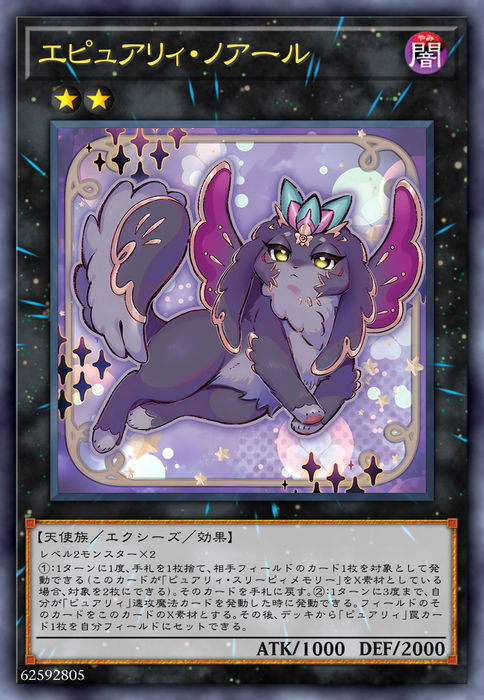 エピュアリィ・ノアール
やみ
闇
【天使族／エクシーズ／効果】
レベル2モンスター×2
①:1ターンに1度、手札を1枚捨て、相手フィールドのカード1枚を対象として発
動できる(このカードが「ピュアリィ・スリーピィメモリー」をX素材としている
場合、対象を2枚にできる)。そのカードを手札に戻す。②:1ターンに3度まで、自
分が「ピュアリィ」速攻魔法カードを発動した時に発動できる。フィールドのそ
のカードをこのカードのX素材とする。その後、デッキから「ピュアリィ」罠カー
ド1枚を自分フィールドにセットできる。
ATK/1000 DEF/2000
62592805